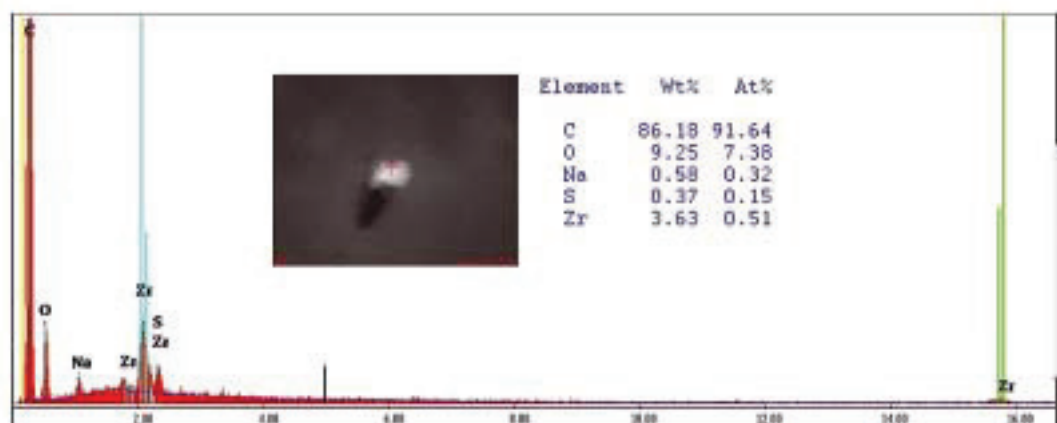 C
Element Wt% At%
C 86.18 91.64
O 9.25 7.38
Na 0.58 0.32
S 0.37 0.15
Zr 3.63 0.51
Zr
O
S
Zr
Na
Zr
Zr
2.00 4.00 6.00 8.00 10.00 12.00 14.00 16.00